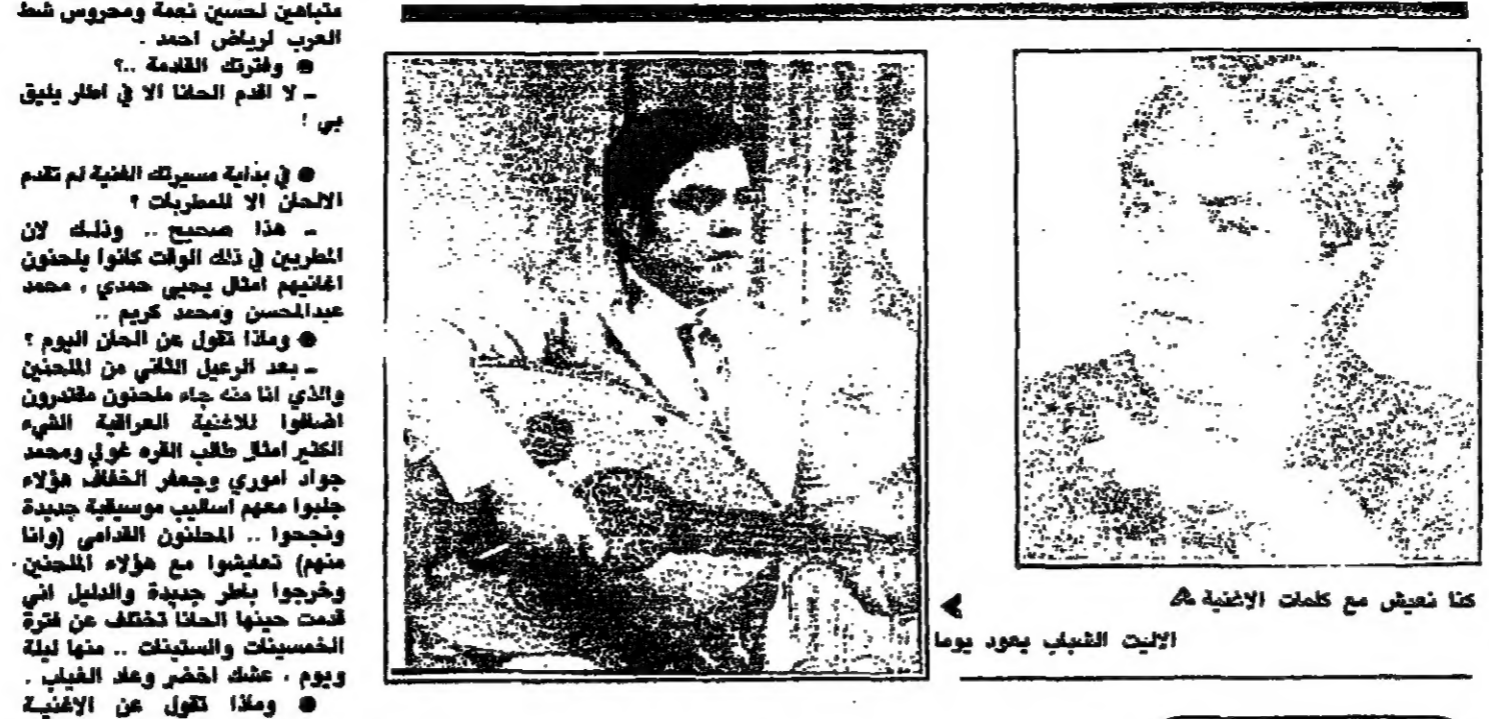 متباهين لحسين نعمة ومحروس شط
العرب لرياض احمد .
● وفترتك القادمة ..؟
ـ لا اقدم الحانا الا في اطار يليق
بي !
● في بداية مسيرتك الفنية لم تقدم
الالحان الا للمطربات ؟
ـ هذا صحيح .. وذلك لان
المطربين في ذلك الوقت كانوا يلحنون
اغانيهم امثال يحيى حمدي ، محمد
عبدالمحسن ومحمد كريم ..
● وماذا تقول عن الحان اليوم ؟
ـ بعد الرعيل الثاني من الملحنين
والذي انا منه جاء ملحنون مقتدرون
اضافوا للاغنية العراقية الشيء
الكثير امثال طالب القره غولي ومحمد
جواد اموري وجعفر الخفاف هؤلاء
جلبوا معهم اساليب موسيقية جديدة
ونجحوا .. المحلنون القدامى (وانا
منهم) تعايشوا مع هؤلاء الملحنين
وخرجوا باطر جديدة والدليل اني
قدمت حينها الحانا تختلف عن فترة
الخمسينات والستينات .. منها ليلة
ويوم ، عشك اخضر وعاد الغياب .
● وماذا تقول عن الاغنية
كنا نعيش مع كلمات الاغنية
الاليت الشباب يعود يوما